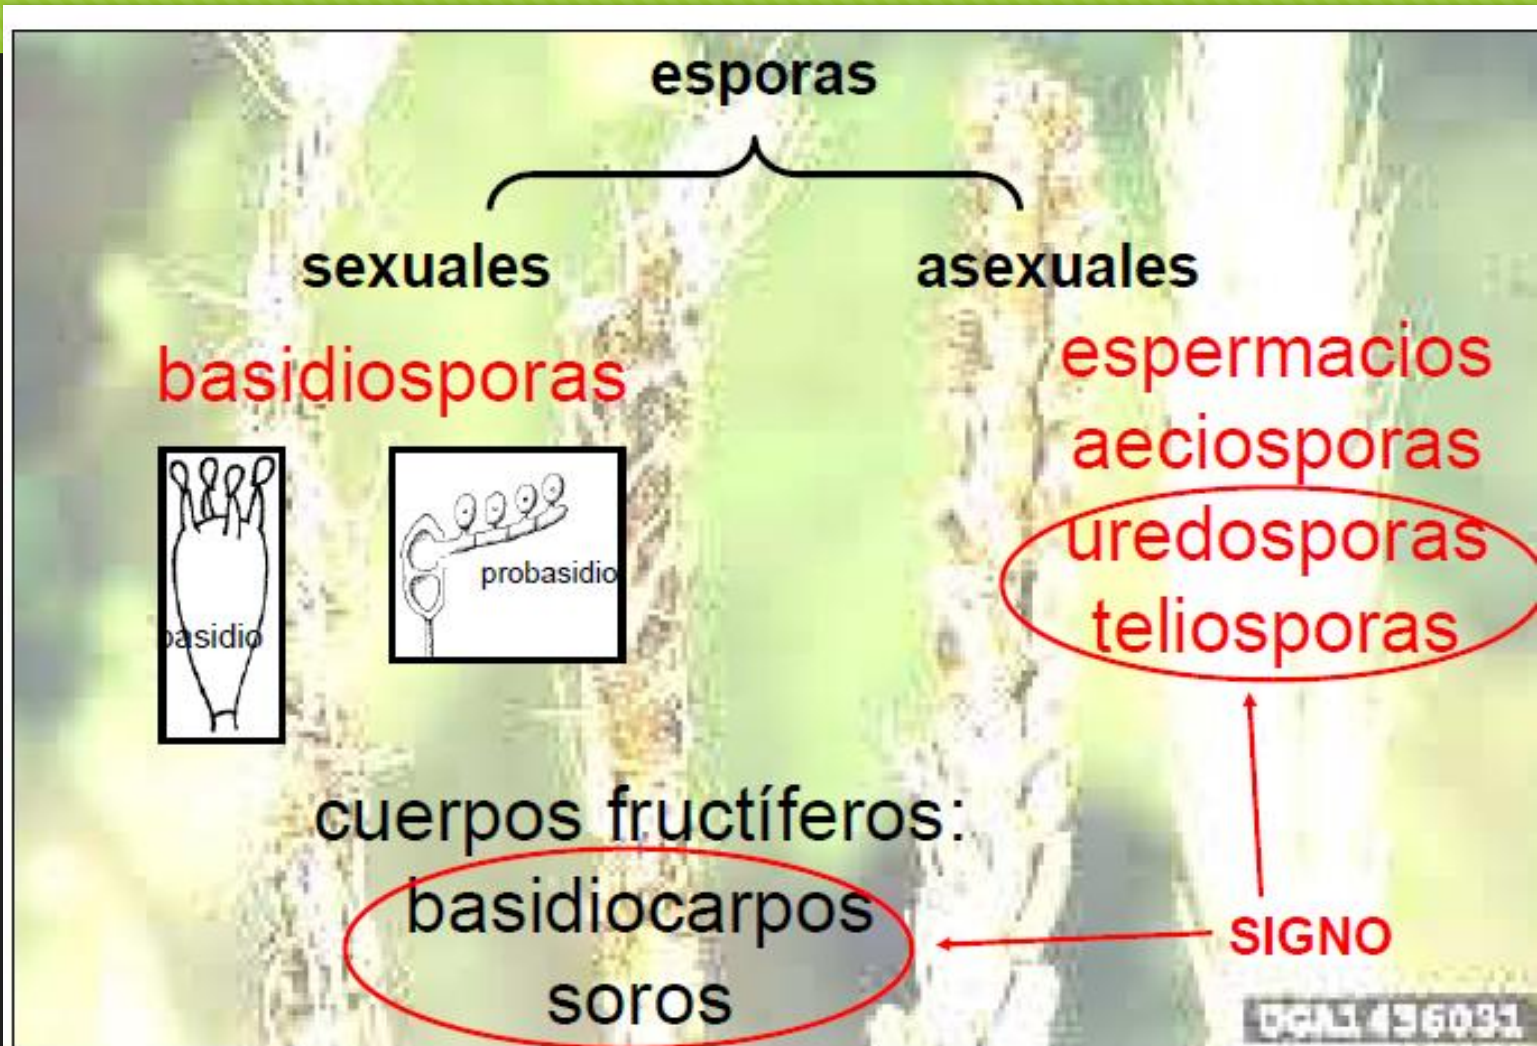 esporas
sexuales
asexuales
basidiosporas
espermacios
aeciosporas
uredosporas
teliosporas
basidio
probasidio
cuerpos fructíferos:
basidiocarpos
soros
SIGNO